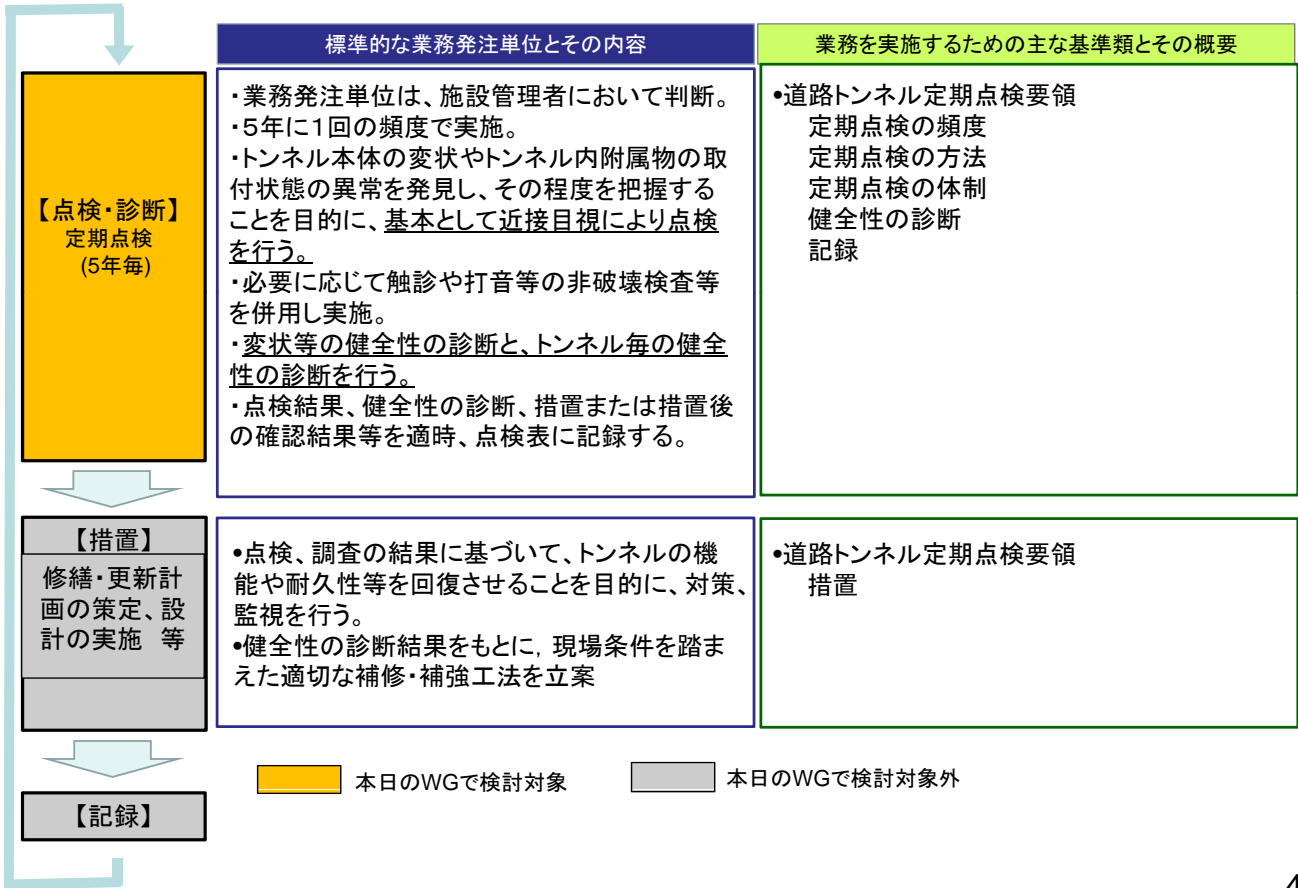 標準的な業務発注単位とその内容
業務を実施するための主な基準類とその概要
【点検・診断】
定期点検
(5年毎)
・業務発注単位は、施設管理者において判断。
・5年に1回の頻度で実施。
・トンネル本体の変状やトンネル内附属物の取
付状態の異常を発見し、その程度を把握する
ことを目的に、基本として近接目視により点検
を行う。
・必要に応じて触診や打音等の非破壊検査等
を併用し実施。
・変状等の健全性の診断と、トンネル毎の健全
性の診断を行う。
・点検結果、健全性の診断、措置または措置後
の確認結果等を適時、点検表に記録する。
•道路トンネル定期点検要領
定期点検の頻度
定期点検の方法
定期点検の体制
健全性の診断
記録
【措置】
修繕・更新計
画の策定、設
計の実施 等
•点検、調査の結果に基づいて、トンネルの機
能や耐久性等を回復させることを目的に、対策、
監視を行う。
•健全性の診断結果をもとに,現場条件を踏ま
えた適切な補修・補強工法を立案
•道路トンネル定期点検要領
措置
【記録】
本日のWGで検討対象
本日のWGで検討対象外
4